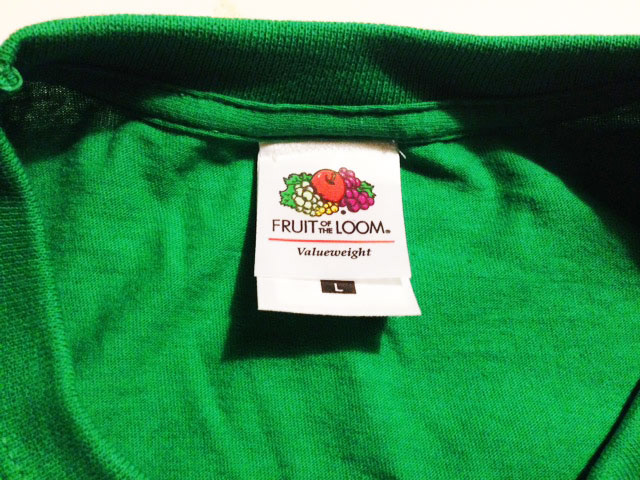 FRUIT OF THE LOOM®
Valueweight
L